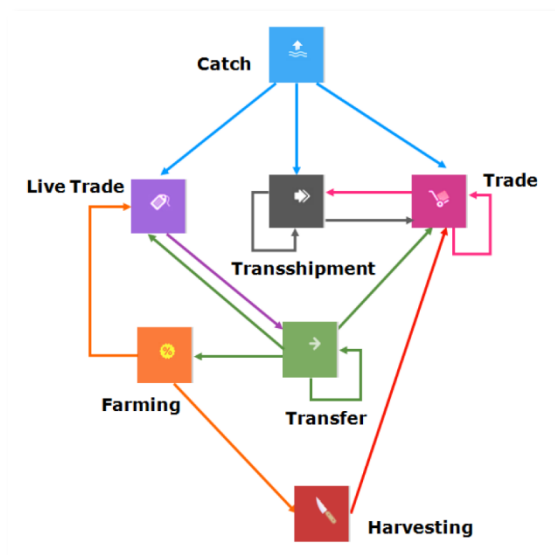 Catch
Live Trade
Trade
Transshipment
%
Farming
Transfer
Harvesting